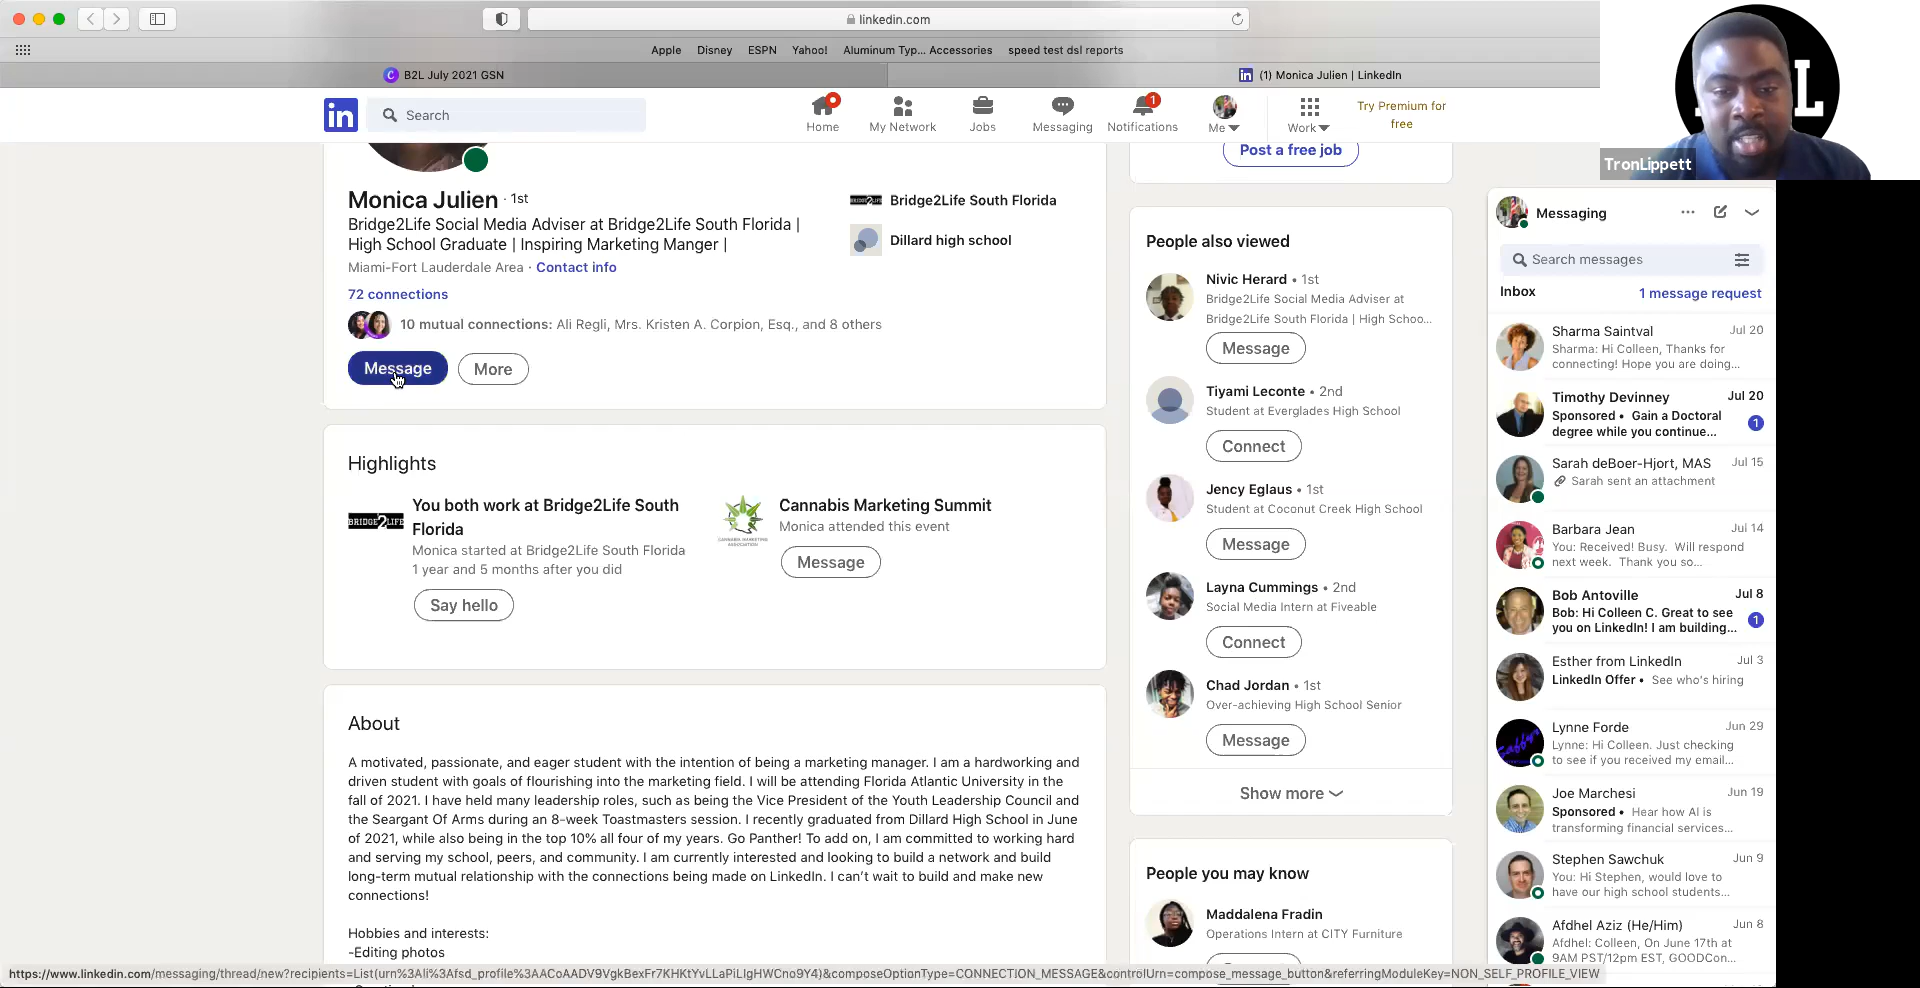 linkedin.com
Apple Disney ESPN Yahoo! Aluminum Typ... Accessories speed test dsl reports
B2L July 2021 GSN
(1) Monica Julien | LinkedIn
in
Search
Home
My Network
Jobs
Messaging
1
Notifications
Me
Work
Try Premium for
free
TronLippett
Monica Julien · 1st
Bridge2Life Social Media Adviser at Bridge2Life South Florida |
High School Graduate | Inspiring Marketing Manger |
Miami-Fort Lauderdale Area · Contact info
72 connections
10 mutual connections: Ali Regli, Mrs. Kristen A. Corpion, Esq., and 8 others
Message
More
Bridge2Life South Florida
Dillard high school
Highlights
BRIDGE2LIFE
You both work at Bridge2Life South
Florida
Monica started at Bridge2Life South Florida
1 year and 5 months after you did
Say hello
Cannabis Marketing Summit
Monica attended this event
Message
About
A motivated, passionate, and eager student with the intention of being a marketing manager. I am a hardworking and
driven student with goals of flourishing into the marketing field. I will be attending Florida Atlantic University in the
fall of 2021. I have held many leadership roles, such as being the Vice President of the Youth Leadership Council and
the Seargant Of Arms during an 8-week Toastmasters session. I recently graduated from Dillard High School in June
of 2021, while also being in the top 10% all four of my years. Go Panther! To add on, I am committed to working hard
and serving my school, peers, and community. I am currently interested and looking to build a network and build
long-term mutual relationship with the connections being made on LinkedIn. I can't wait to build and make new
connections!
Hobbies and interests:
-Editing photos
Post a free job
People also viewed
Nivic Herard • 1st
Bridge2Life Social Media Adviser at
Bridge2Life South Florida | High Schoo...
Message
Tiyami Leconte • 2nd
Student at Everglades High School
Connect
Jency Eglaus • 1st
Student at Coconut Creek High School
Message
Layna Cummings • 2nd
Social Media Intern at Fiveable
Connect
Chad Jordan • 1st
Over-achieving High School Senior
Message
Show more
People you may know
Maddalena Fradin
Operations Intern at CITY Furniture
Messaging
Search messages
Inbox
1 message request
Sharma Saintval Jul 20
Sharma: Hi Colleen, Thanks for
connecting! Hope you are doing...
Timothy Devinney Jul 20
Sponsored • Gain a Doctoral
degree while you continue... 1
Sarah deBoer-Hjort, MAS Jul 15
Sarah sent an attachment
Barbara Jean Jul 14
You: Received! Busy. Will respond
next week. Thank you so...
Bob Antoville Jul 8
Bob: Hi Colleen C. Great to see
you on LinkedIn! I am building... 1
Esther from LinkedIn Jul 3
LinkedIn Offer • See who's hiring
Lynne Forde Jun 29
Lynne: Hi Colleen. Just checking
to see if you received my email...
Joe Marchesi Jun 19
Sponsored • Hear how AI is
transforming financial services...
Stephen Sawchuk Jun 9
You: Hi Stephen, would love to
have our high school students...
Afdhel Aziz (He/Him) Jun 8
Afdhel: Colleen, On June 17th at
9AM PST/12pm EST, GOODCon...
https://www.linkedin.com/messaging/thread/new?recipients=List(urn%3Ali%3Afsd_profile%3AACoAADV9VgkBexFr7KHKtYvLLaPiLIgHWCno9Y4)&composeOptionType=CONNECTION_MESSAGE&controlUrn=compose_message_button&referringModuleKey=NON_SELF_PROFILE_VIEW